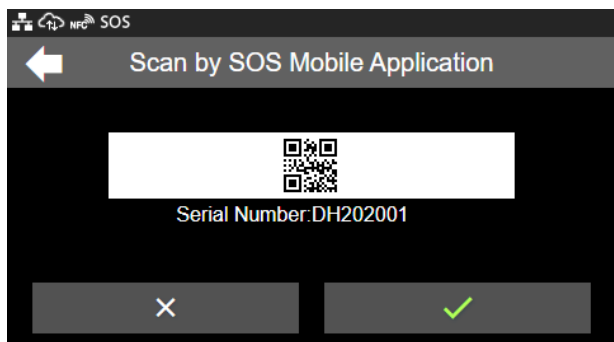 NFC SOS
Scan by SOS Mobile Application
Serial Number:DH202001